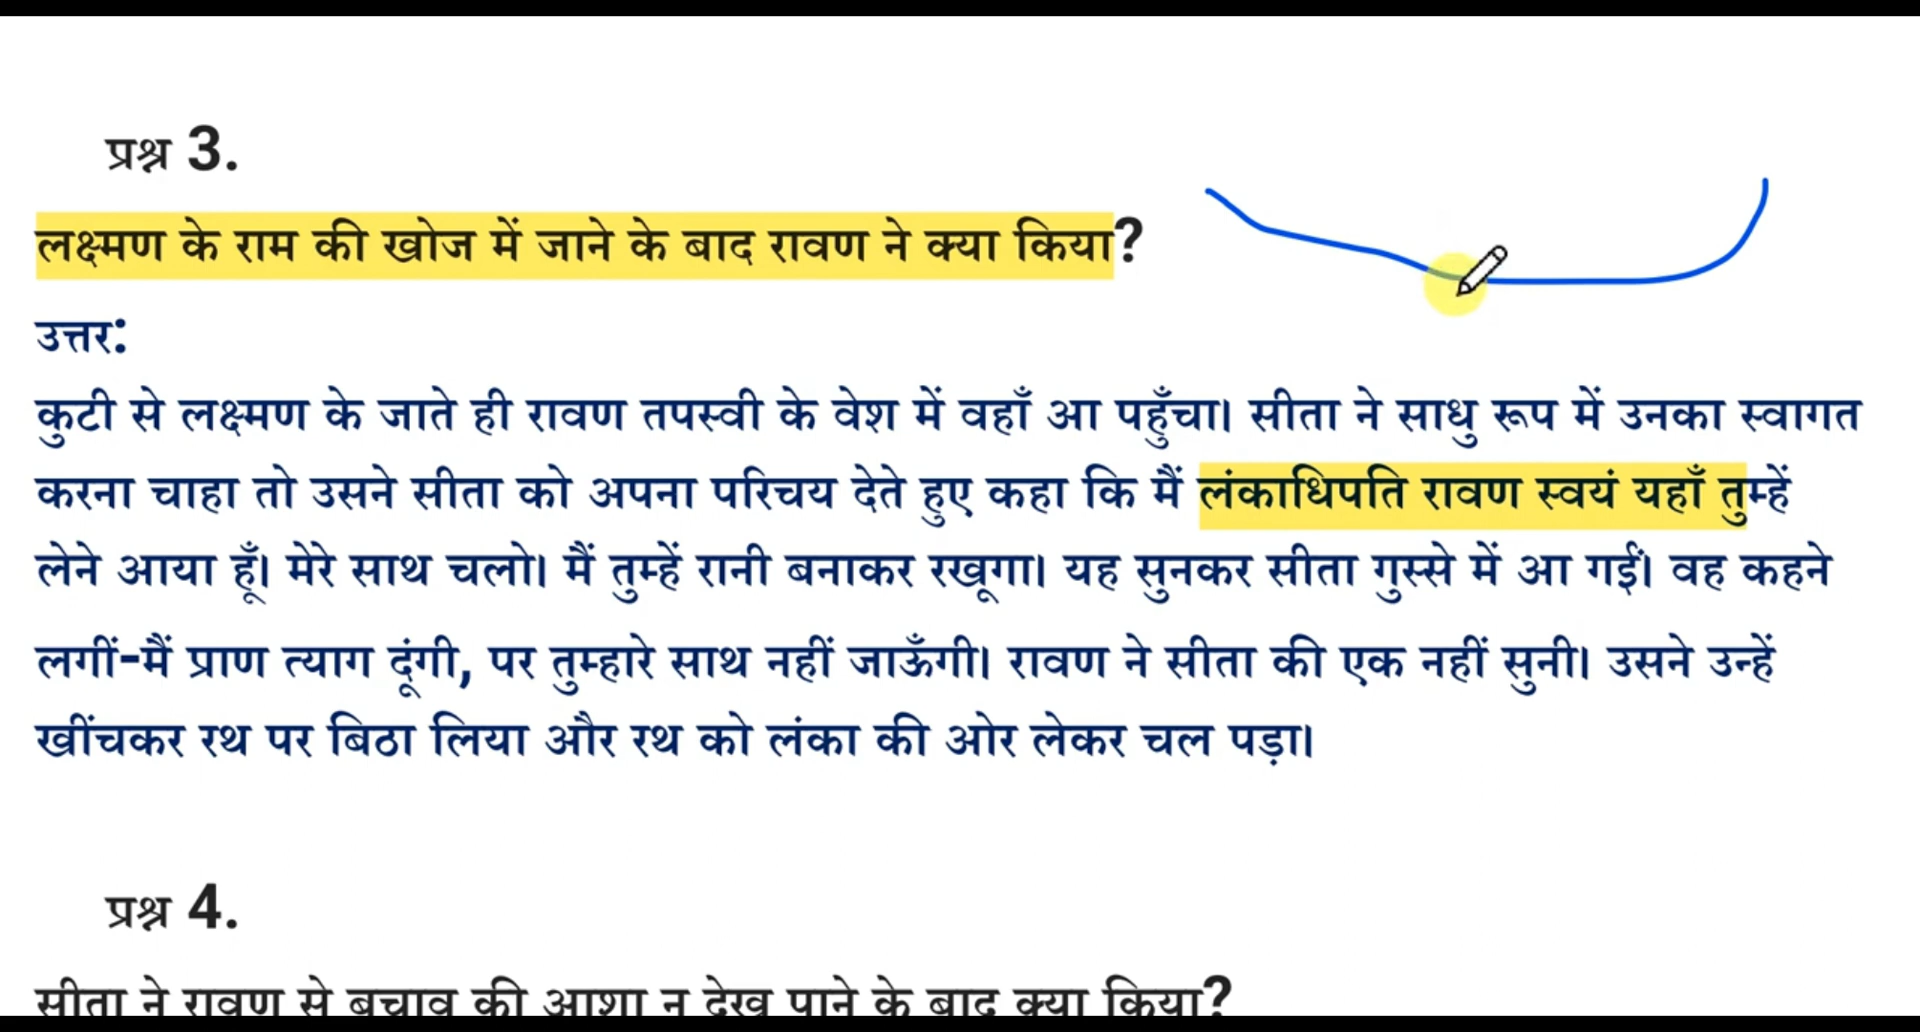 प्रश्न 3.
लक्ष्मण के राम की खोज में जाने के बाद रावण ने क्या किया?
उत्तर:
कुटी से लक्ष्मण के जाते ही रावण तपस्वी के वेश में वहाँ आ पहुँचा। सीता ने साधु रूप में उनका स्वागत
करना चाहा तो उसने सीता को अपना परिचय देते हुए कहा कि मैं लंकाधिपति रावण स्वयं यहाँ तुम्हें
लेने आया हूँ। मेरे साथ चलो। मैं तुम्हें रानी बनाकर रखूगा। यह सुनकर सीता गुस्से में आ गईं। वह कहने
लगीं-मैं प्राण त्याग दूंगी, पर तुम्हारे साथ नहीं जाऊँगी। रावण ने सीता की एक नहीं सुनी। उसने उन्हें
खींचकर रथ पर बिठा लिया और रथ को लंका की ओर लेकर चल पड़ा।
प्रश्न 4.
सीता ने रावण से बचाव की आशा न देख पाने के बाद क्या किया?